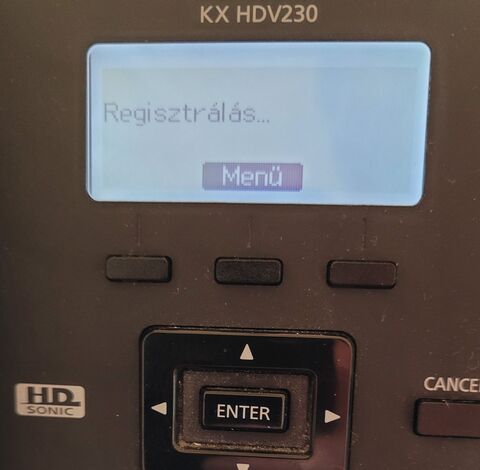 KX HDV230
Regisztrálás...
Menü
HD
SONIC
ENTER
CANCE